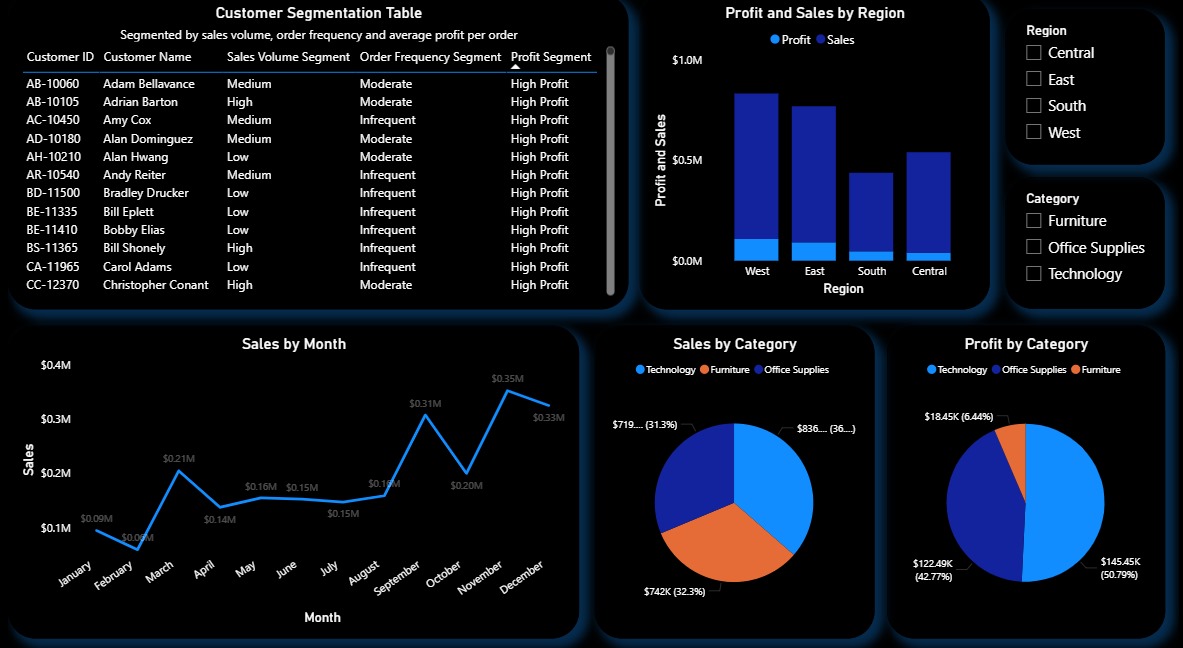 Customer Segmentation Table
Segmented by sales volume, order frequency and average profit per order
Customer ID Customer Name Sales Volume Segment Order Frequency Segment Profit Segment
AB-10060 Adam Bellavance Medium Moderate High Profit
AB-10105 Adrian Barton High Moderate High Profit
AC-10450 Amy Cox Medium Infrequent High Profit
AD-10180 Alan Dominguez Medium Moderate High Profit
AH-10210 Alan Hwang Low Moderate High Profit
AR-10540 Andy Reiter Medium Infrequent High Profit
BD-11500 Bradley Drucker Low Infrequent High Profit
BE-11335 Bill Eplett Low Infrequent High Profit
BE-11410 Bobby Elias Low Infrequent High Profit
BS-11365 Bill Shonely High Infrequent High Profit
CA-11965 Carol Adams Low Infrequent High Profit
CC-12370 Christopher Conant High Moderate High Profit
Profit and Sales by Region
Profit Sales
Profit and Sales
$1.0M
$0.5M
$0.0M
West East South Central
Region
Region
Central
East
South
West
Category
Furniture
Office Supplies
Technology
Sales by Month
Sales
$0.4M
$0.3M
$0.2M
$0.1M
$0.09M
$0.06M
$0.21M
$0.14M
$0.16M
$0.15M
$0.15M
$0.16M
$0.31M
$0.20M
$0.35M
$0.33M
January February March April May June July August September October November December
Month
Sales by Category
Technology Furniture Office Supplies
$719.... (31.3%)
$836.... (36....)
$742K (32.3%)
Profit by Category
Technology Office Supplies Furniture
$18.45K (6.44%)
$122.49K
(42.77%)
$145.45K
(50.79%)